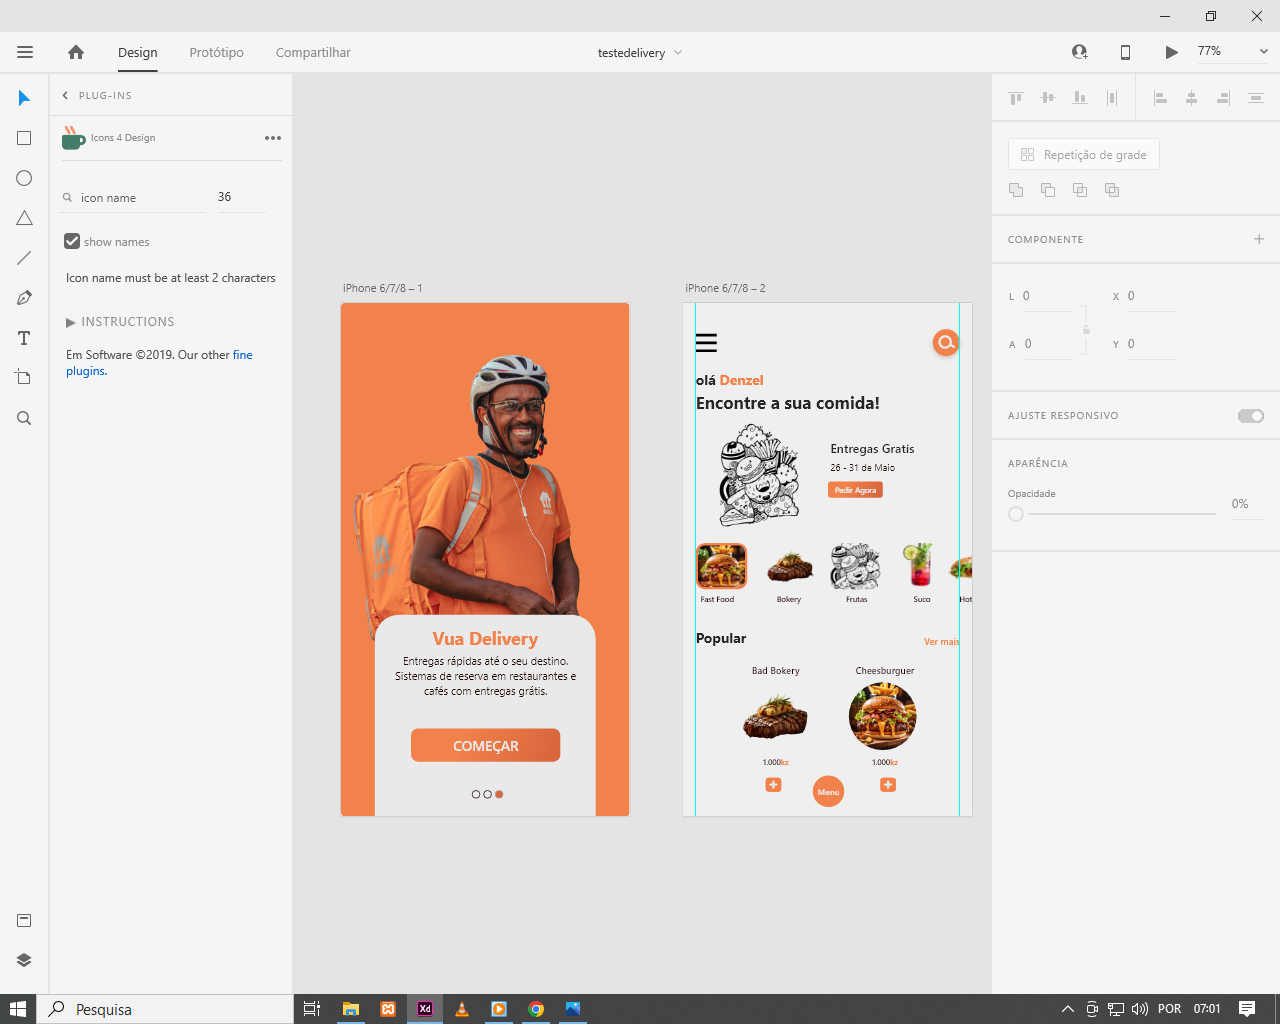 Design
Protótipo
Compartilhar
testedelivery
77%
PLUG-INS
Icons 4 Design
icon name
36
show names
Icon name must be at least 2 characters
▶ INSTRUCTIONS
Em Software ©2019. Our other fine
plugins.
iPhone 6/7/8 – 1
Vua Delivery
Entregas rápidas até o seu destino.
Sistemas de reserva em restaurantes e
cafés com entregas grátis.
COMEÇAR
iPhone 6/7/8 – 2
olá Denzel
Encontre a sua comida!
Entregas Gratis
26 - 31 de Maio
Pedir Agora
Fast Food
Bokery
Frutas
Suco
Hot
Popular
Ver mais
Bad Bokery
Cheesburguer
1.000kz
1.000kz
Menu
Repetição de grade
COMPONENTE
L 0
X 0
A 0
Y 0
AJUSTE RESPONSIVO
APARÊNCIA
Opacidade
0%
Pesquisa
Xd
POR
07:01